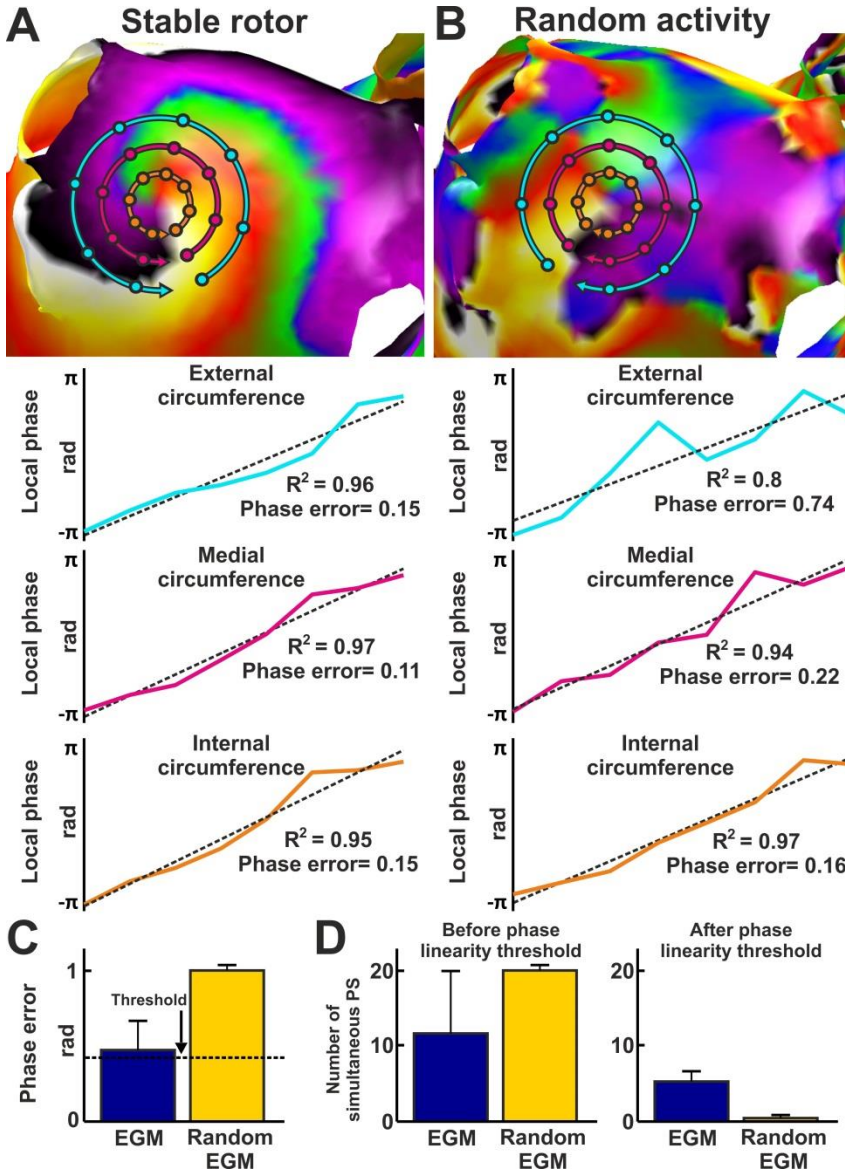 A Stable rotor
B Random activity
π
External
circumference
Local phase
rad
R² = 0.96
Phase error= 0.15
-π
π
External
circumference
Local phase
rad
R² = 0.8
Phase error=
0.74
-π
π
Medial
circumference
Local phase
rad
R² = 0.97
Phase error= 0.11
-π
π
Medial
circumference
Local phase
rad
R² = 0.94
Phase error= 0.22
-π
π
Internal
circumference
Local phase
rad
R² = 0.95
Phase error= 0.15
-π
π
Internal
circumference
Local phase
rad
R² = 0.97
Phase error= 0.16
-π
C
Phase error
rad
1
0
Threshold
EGM
Random
EGM
D
Before phase
linearity threshold
Number of
simultaneous PS
20
10
0
EGM
Random
EGM
After phase
linearity threshold
20
10
0
EGM
Random
EGM